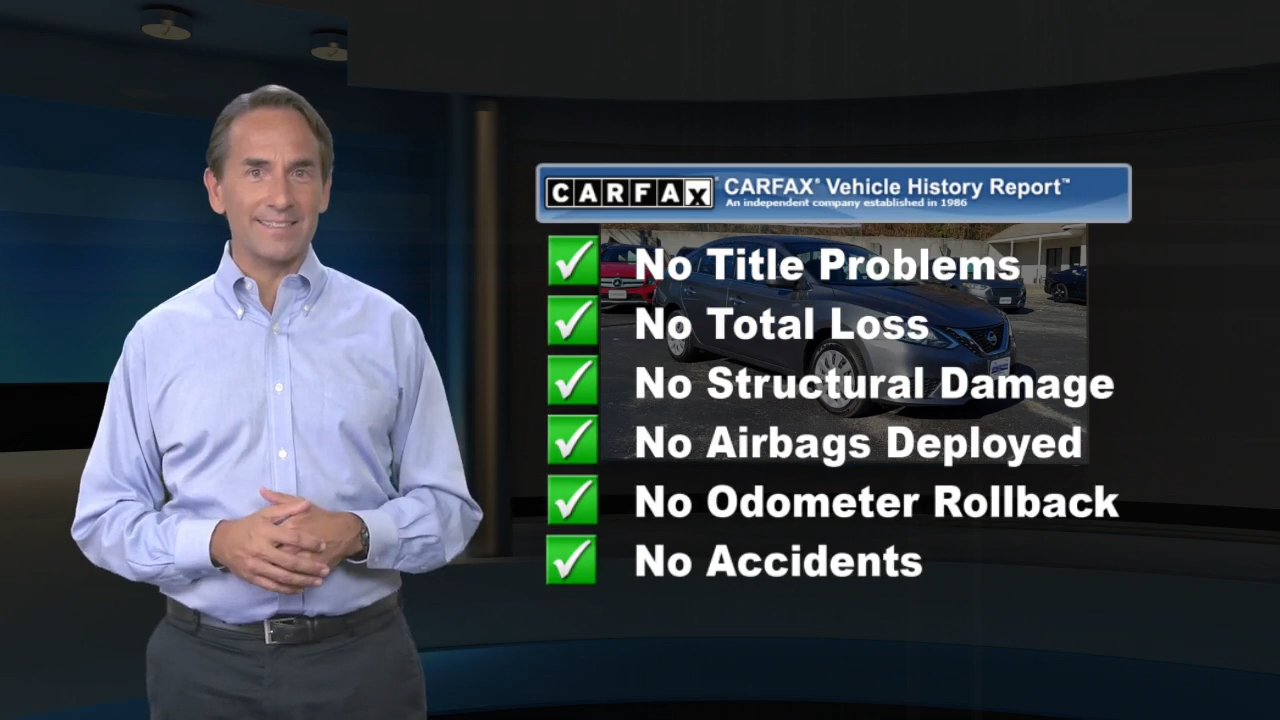 CARFAX
CARFAX® Vehicle History Report™
An independent company established in 1986
No Title Problems
No Total Loss
No Structural Damage
No Airbags Deployed
No Odometer Rollback
No Accidents